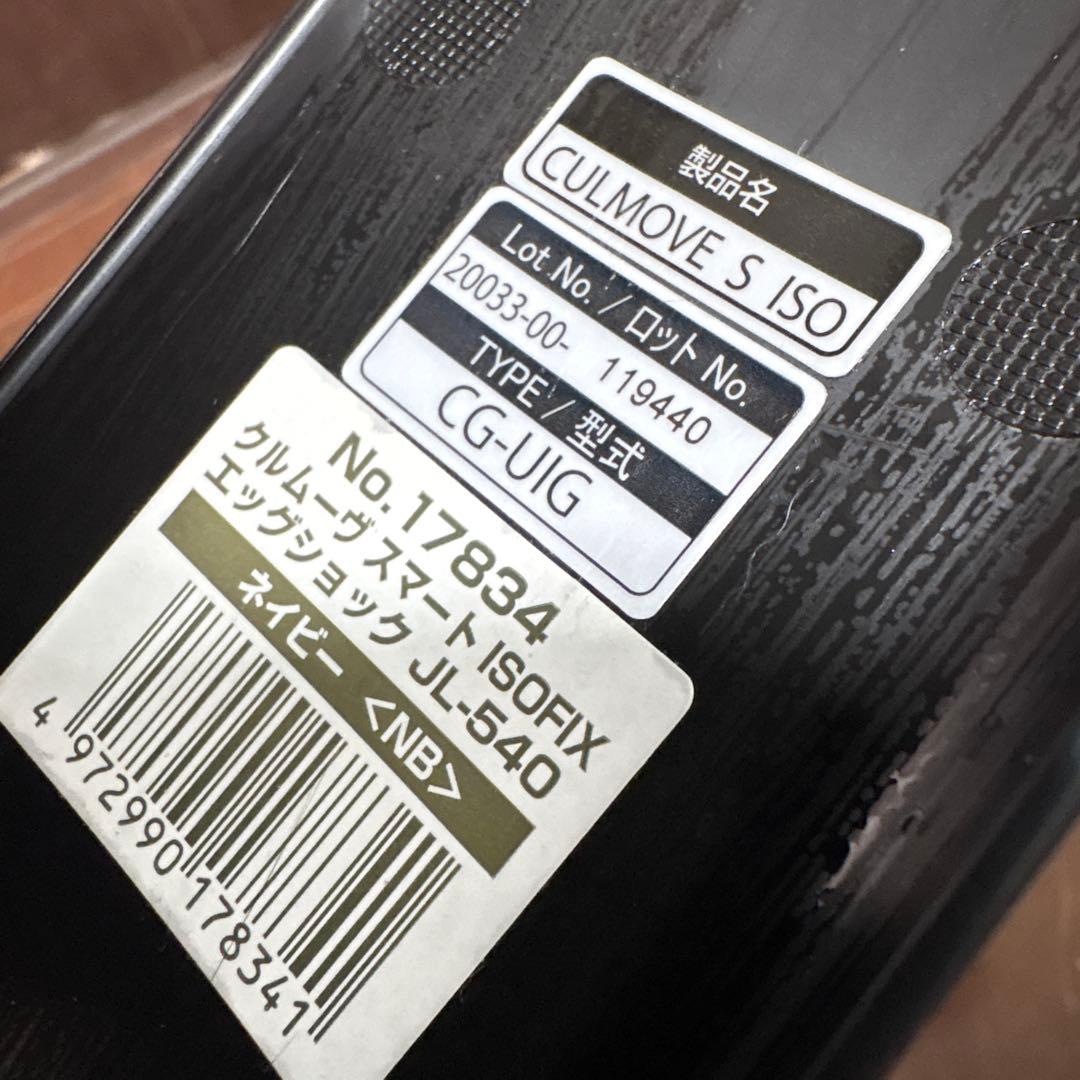 製品名
CULMOVE S ISO
Lot No. / ロット No.
20033-00- 119440
TYPE / 型式
CG-UIG
No.17834
クルムーヴ スマート ISOFIX
エッグショック JL-540
ネイビー <NB>
4 972990 178341